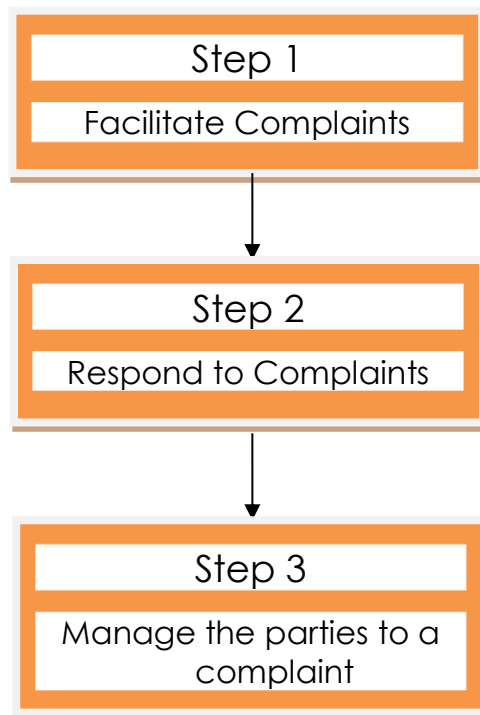 Step 1
Facilitate Complaints
Step 2
Respond to Complaints
Step 3
Manage the parties to a
complaint